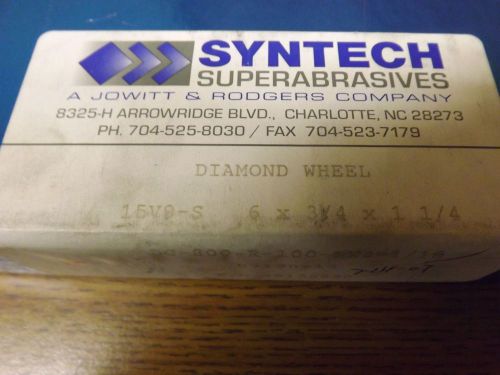 SYNTECH
SUPERABRASIVES
A JOWITT & RODGERS COMPANY
8325-H ARROWRIDGE BLVD., CHARLOTTE, NC 28273
PH. 704-525-8030 / FAX 704-523-7179
DIAMOND WHEEL
15V9-S 6 x 3/4 x 1 1/4